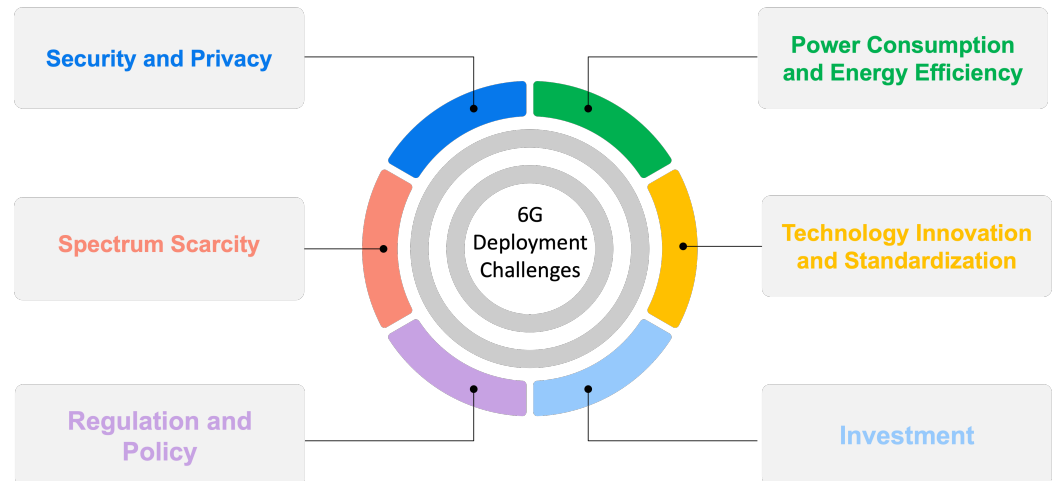 Security and Privacy
Power Consumption
and Energy Efficiency
Spectrum Scarcity
6G
Deployment
Challenges
Technology Innovation
and Standardization
Regulation and
Policy
Investment